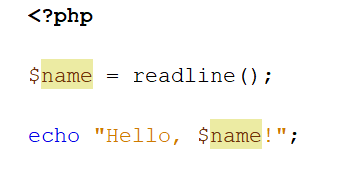 <?php
$name = readline();
echo "Hello, $name!";